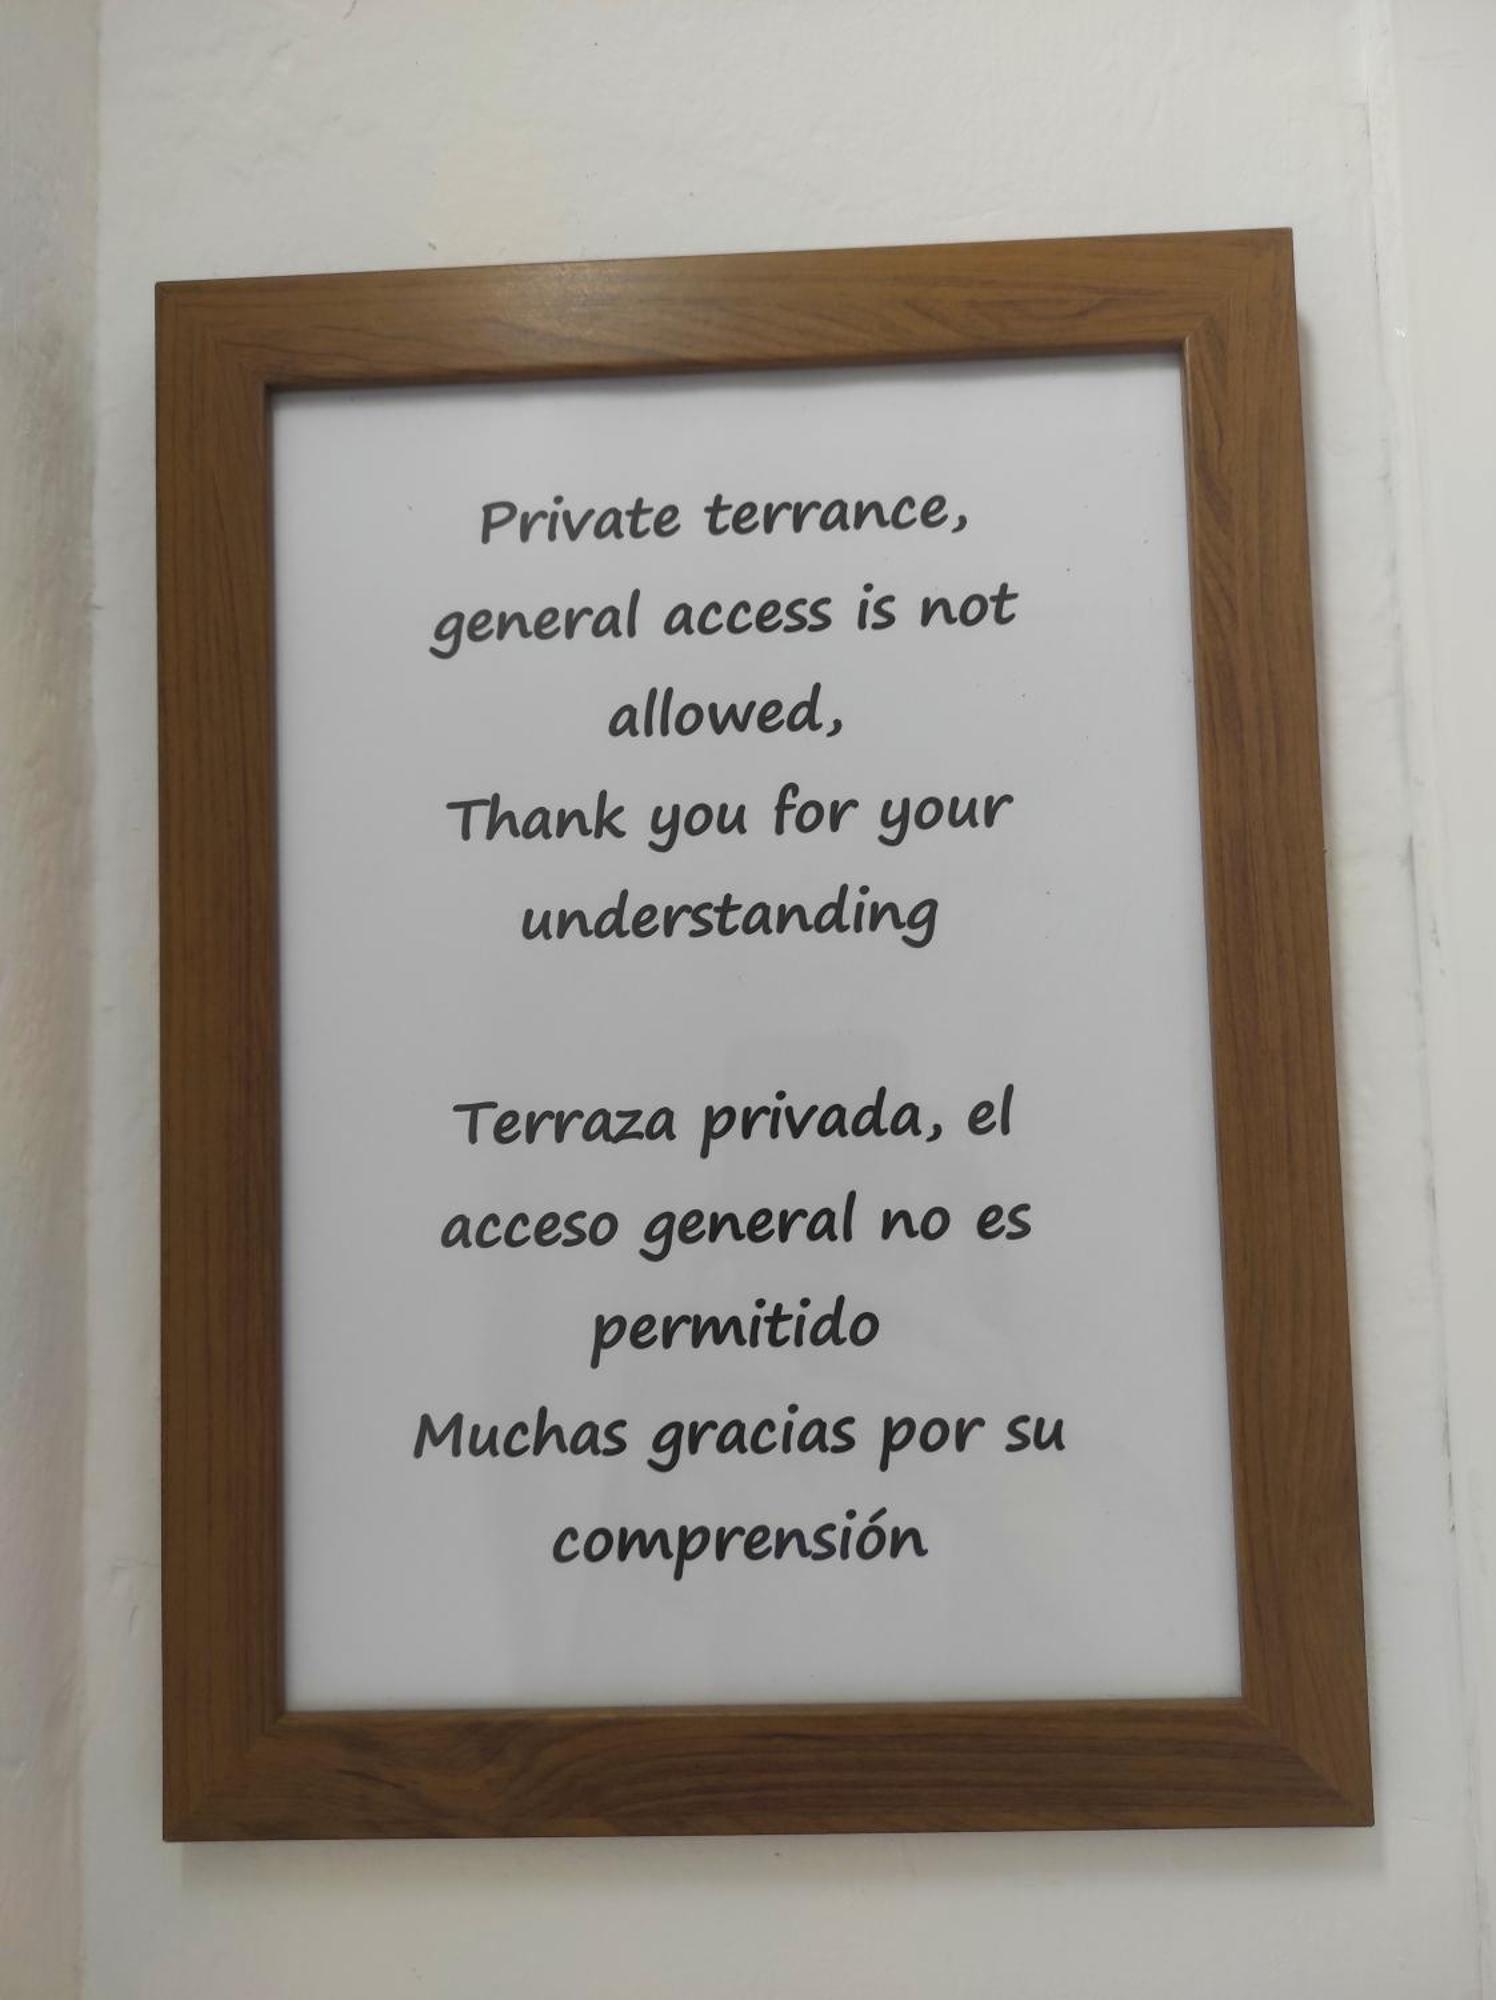 Private terrance,
general access is not
allowed,
Thank you for your
understanding
Terraza privada, el
acceso general no es
permitido
Muchas gracias por su
comprensión